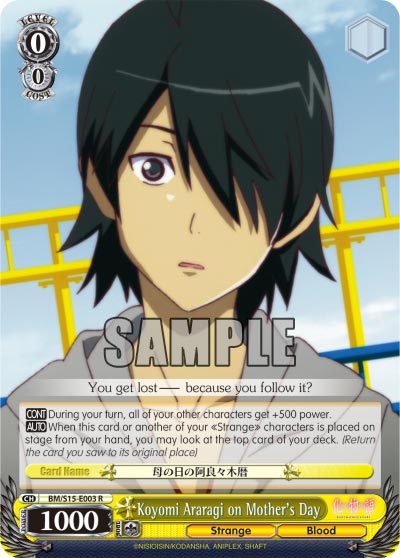 LEVEL
0
0
COST
SAMPLE
You get lost── because you follow it?
CONT During your turn, all of your other characters get +500 power.
AUTO When this card or another of your «Strange» characters is placed on
stage from your hand, you may look at the top card of your deck. (Return
the card you saw to its original place)
Card Name 母の日の阿良々木暦
CH BM/S15-E003 R
POWER 1000
Koyomi Araragi on Mother's Day
化物語
Strange Blood
©NISIOISIN/KODANSHA, ANIPLEX, SHAFT